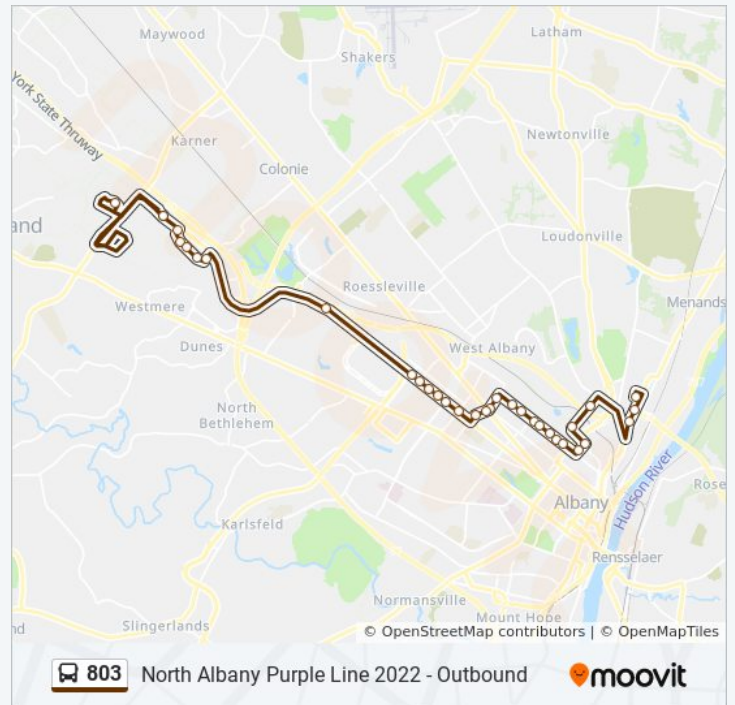 Maywood
Latham
Shakers
York State Thruway
Karner
Newtonville
Colonie
land
Loudonville
Roessleville
Menands
Westmere
West Albany
Dunes
North
Bethlehem
Rose
Albany
Hudson River
Karlsfeld
Rensselaer
Normansville
Mount Hope
nd
Slingerlands
© OpenStreetMap contributors | © OpenMapTiles
803 North Albany Purple Line 2022 - Outbound moovit